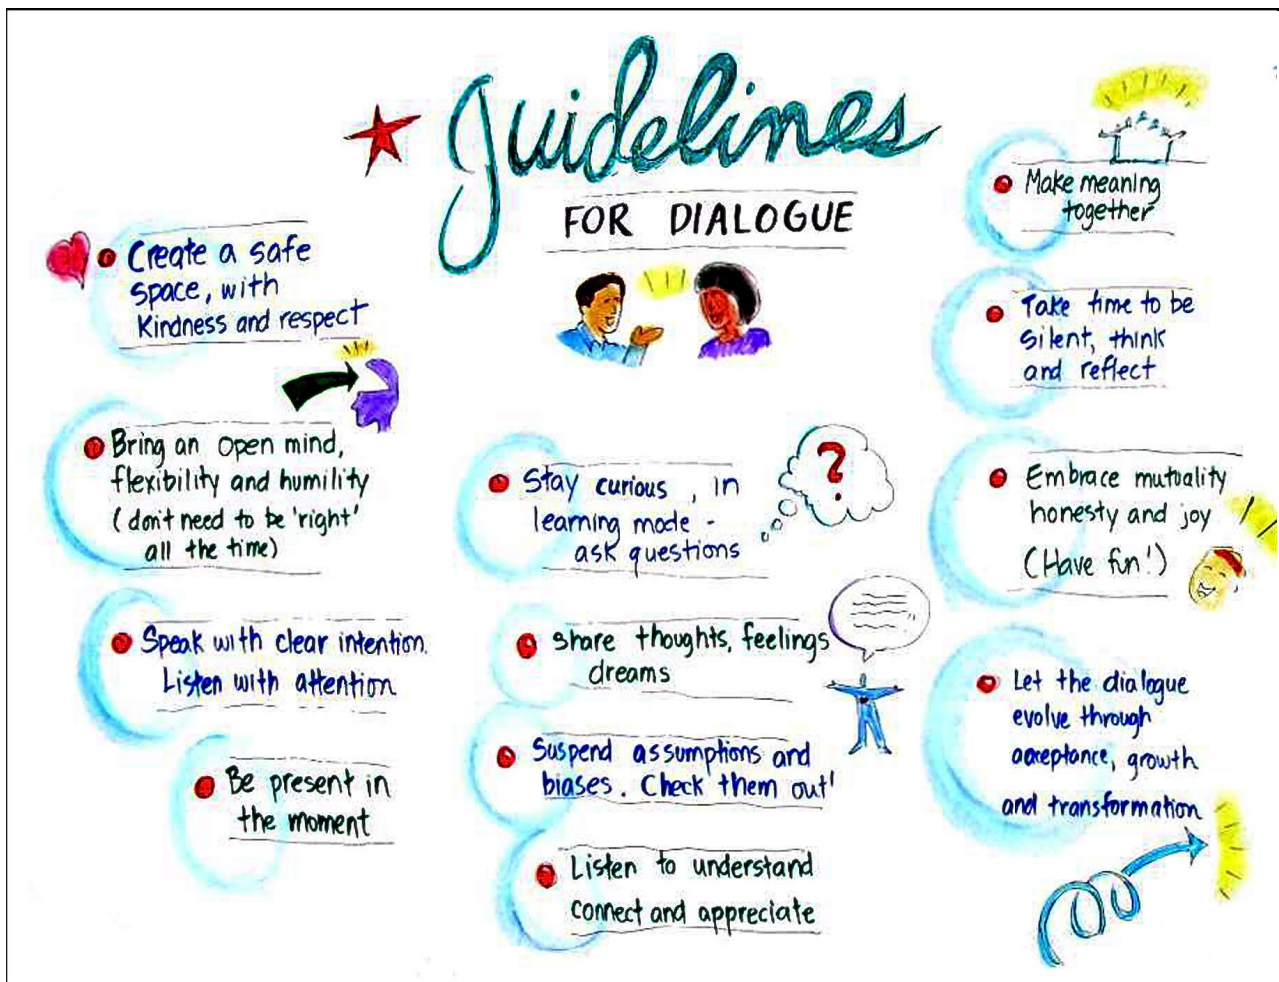 Guidelines
FOR DIALOGUE
Create a safe
space, with
Kindness and respect
Bring an open mind,
flexibility and humility
(don't need to be 'right'
all the time)
Speak with clear intention.
Listen with attention
Be present in
the moment
Stay curious, in
learning mode -
ask questions
?
Share thoughts, feelings
dreams
Suspend assumptions and
biases. Check them out!
Listen to understand
connect and appreciate
Make meaning
together
Take time to be
silent, think
and reflect
Embrace mutuality
honesty and joy
(Have fun!)
Let the dialogue
evolve through
acceptance, growth
and transformation